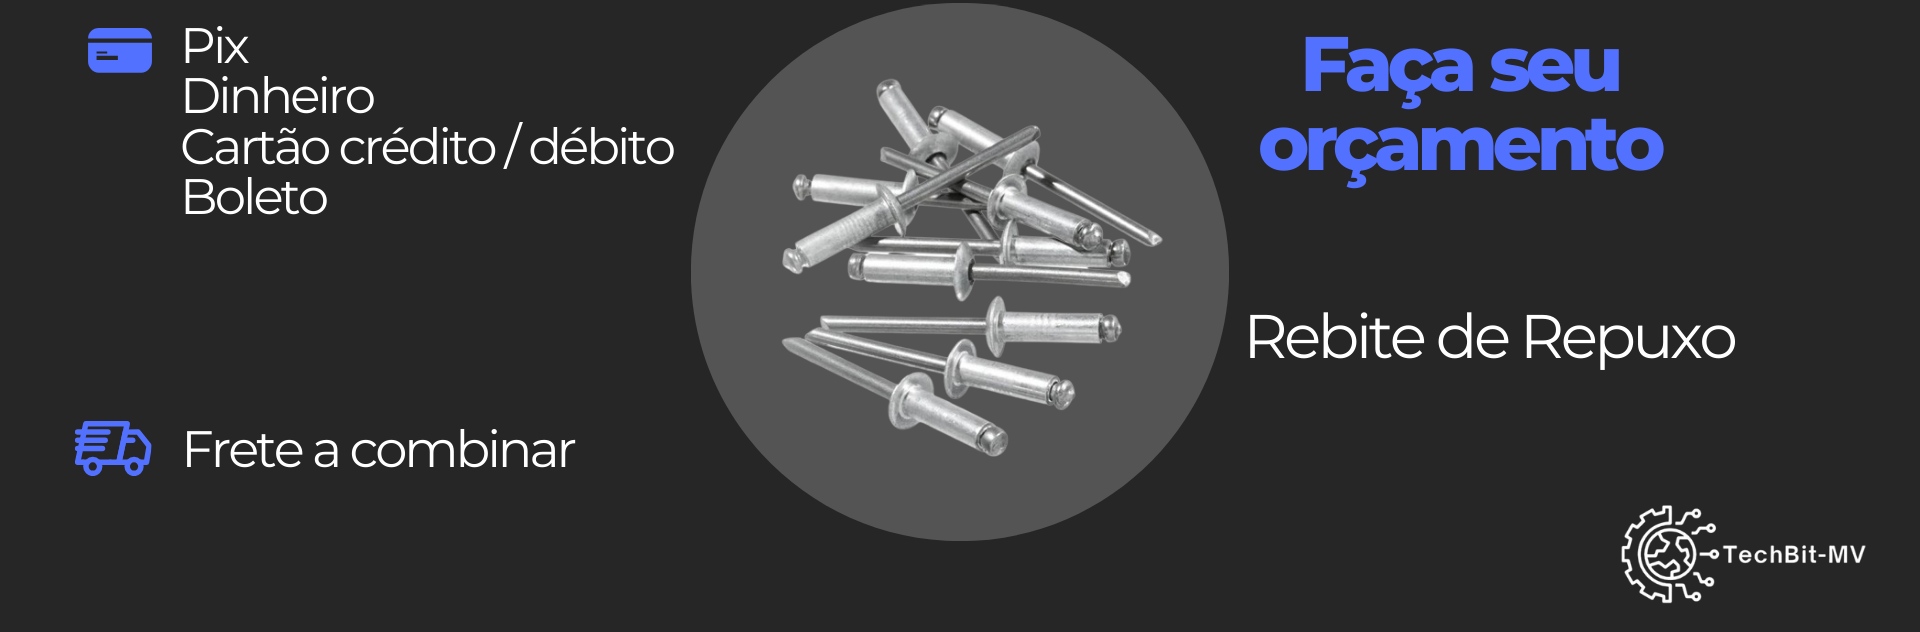 Pix
Dinheiro
Cartão crédito / débito
Boleto
Frete a combinar
Faça seu
orçamento
Rebite de Repuxo
TechBit-MV